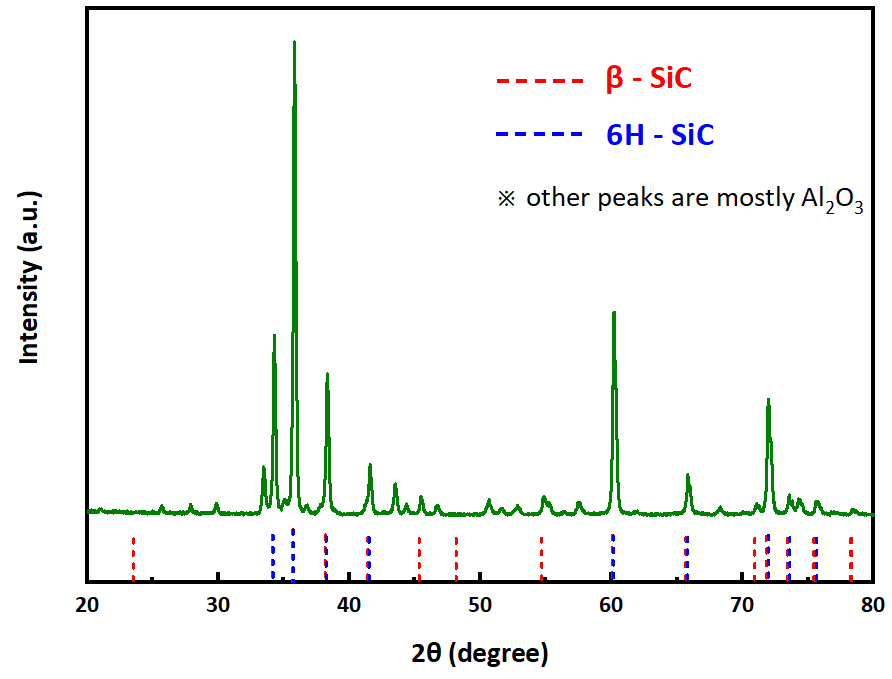 β - SiC
6H - SiC
※ other peaks are mostly Al₂O₃
Intensity (a.u.)
20 30 40 50 60 70 80
2θ (degree)